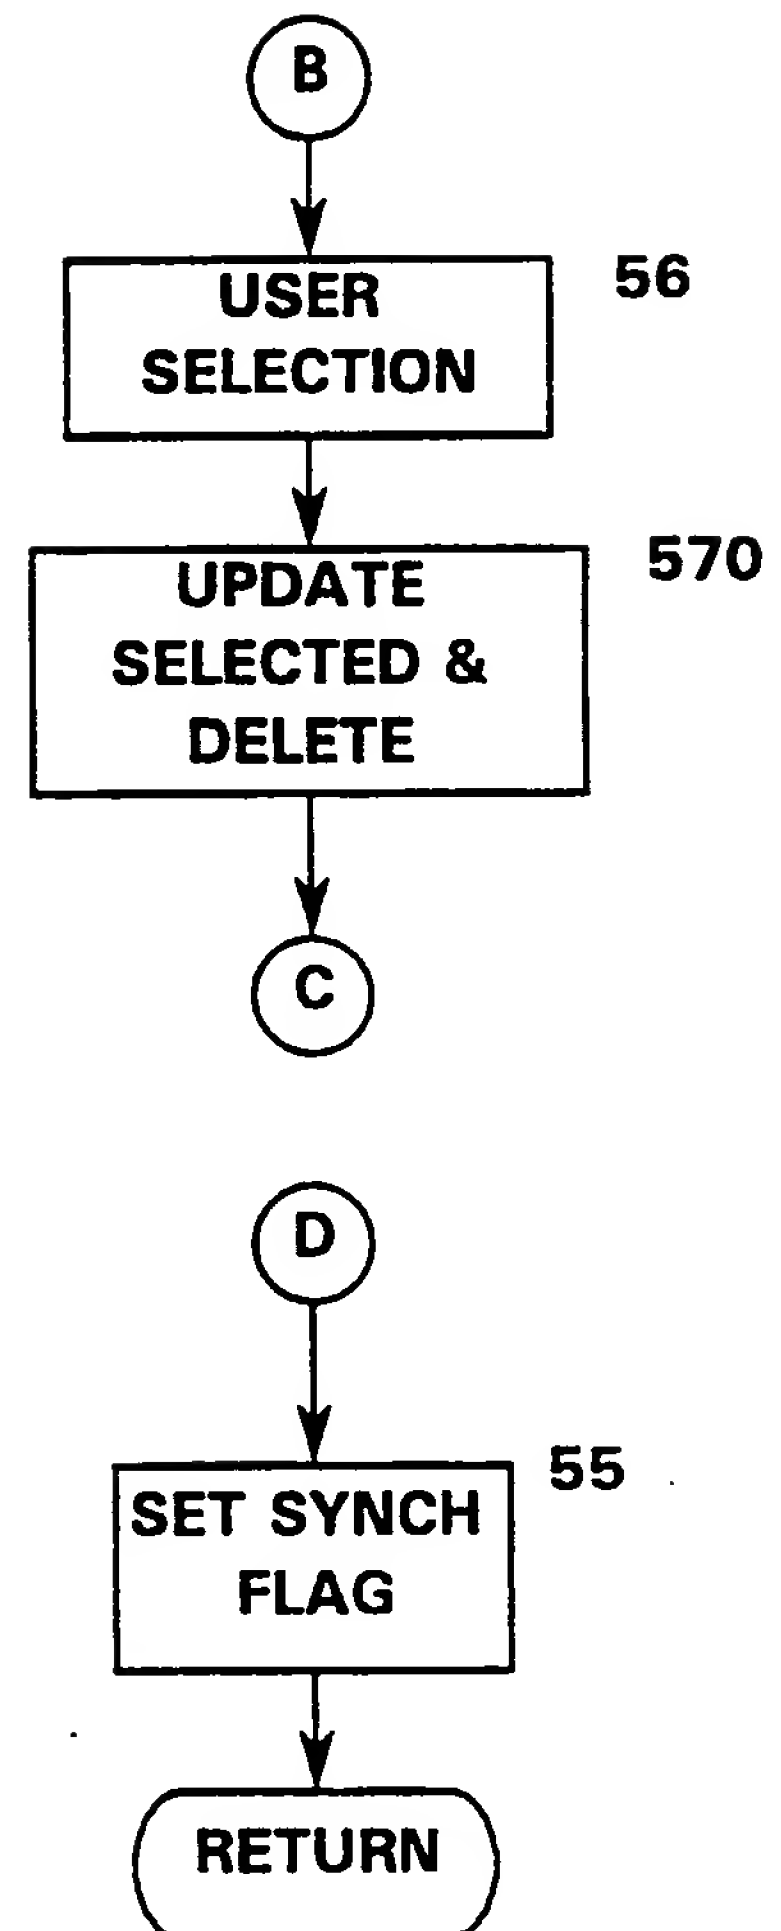 B
USER
SELECTION
56
UPDATE
SELECTED &
DELETE
570
C
D
SET SYNCH
FLAG
55
RETURN